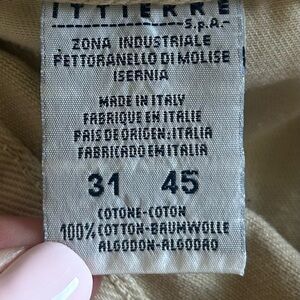 ITTIERRE
S.p.A.
ZONA INDUSTRIALE
PETTORANELLO DI MOLISE
ISERNIA
MADE IN ITALY
FABRIQUE EN ITALIE
PAIS DE ORIGEN:ITALIA
FABRICADO EM ITALIA
31 45
COTONE-COTON
100% COTTON-BAUMWOLLE
ALGODON-ALGODAO